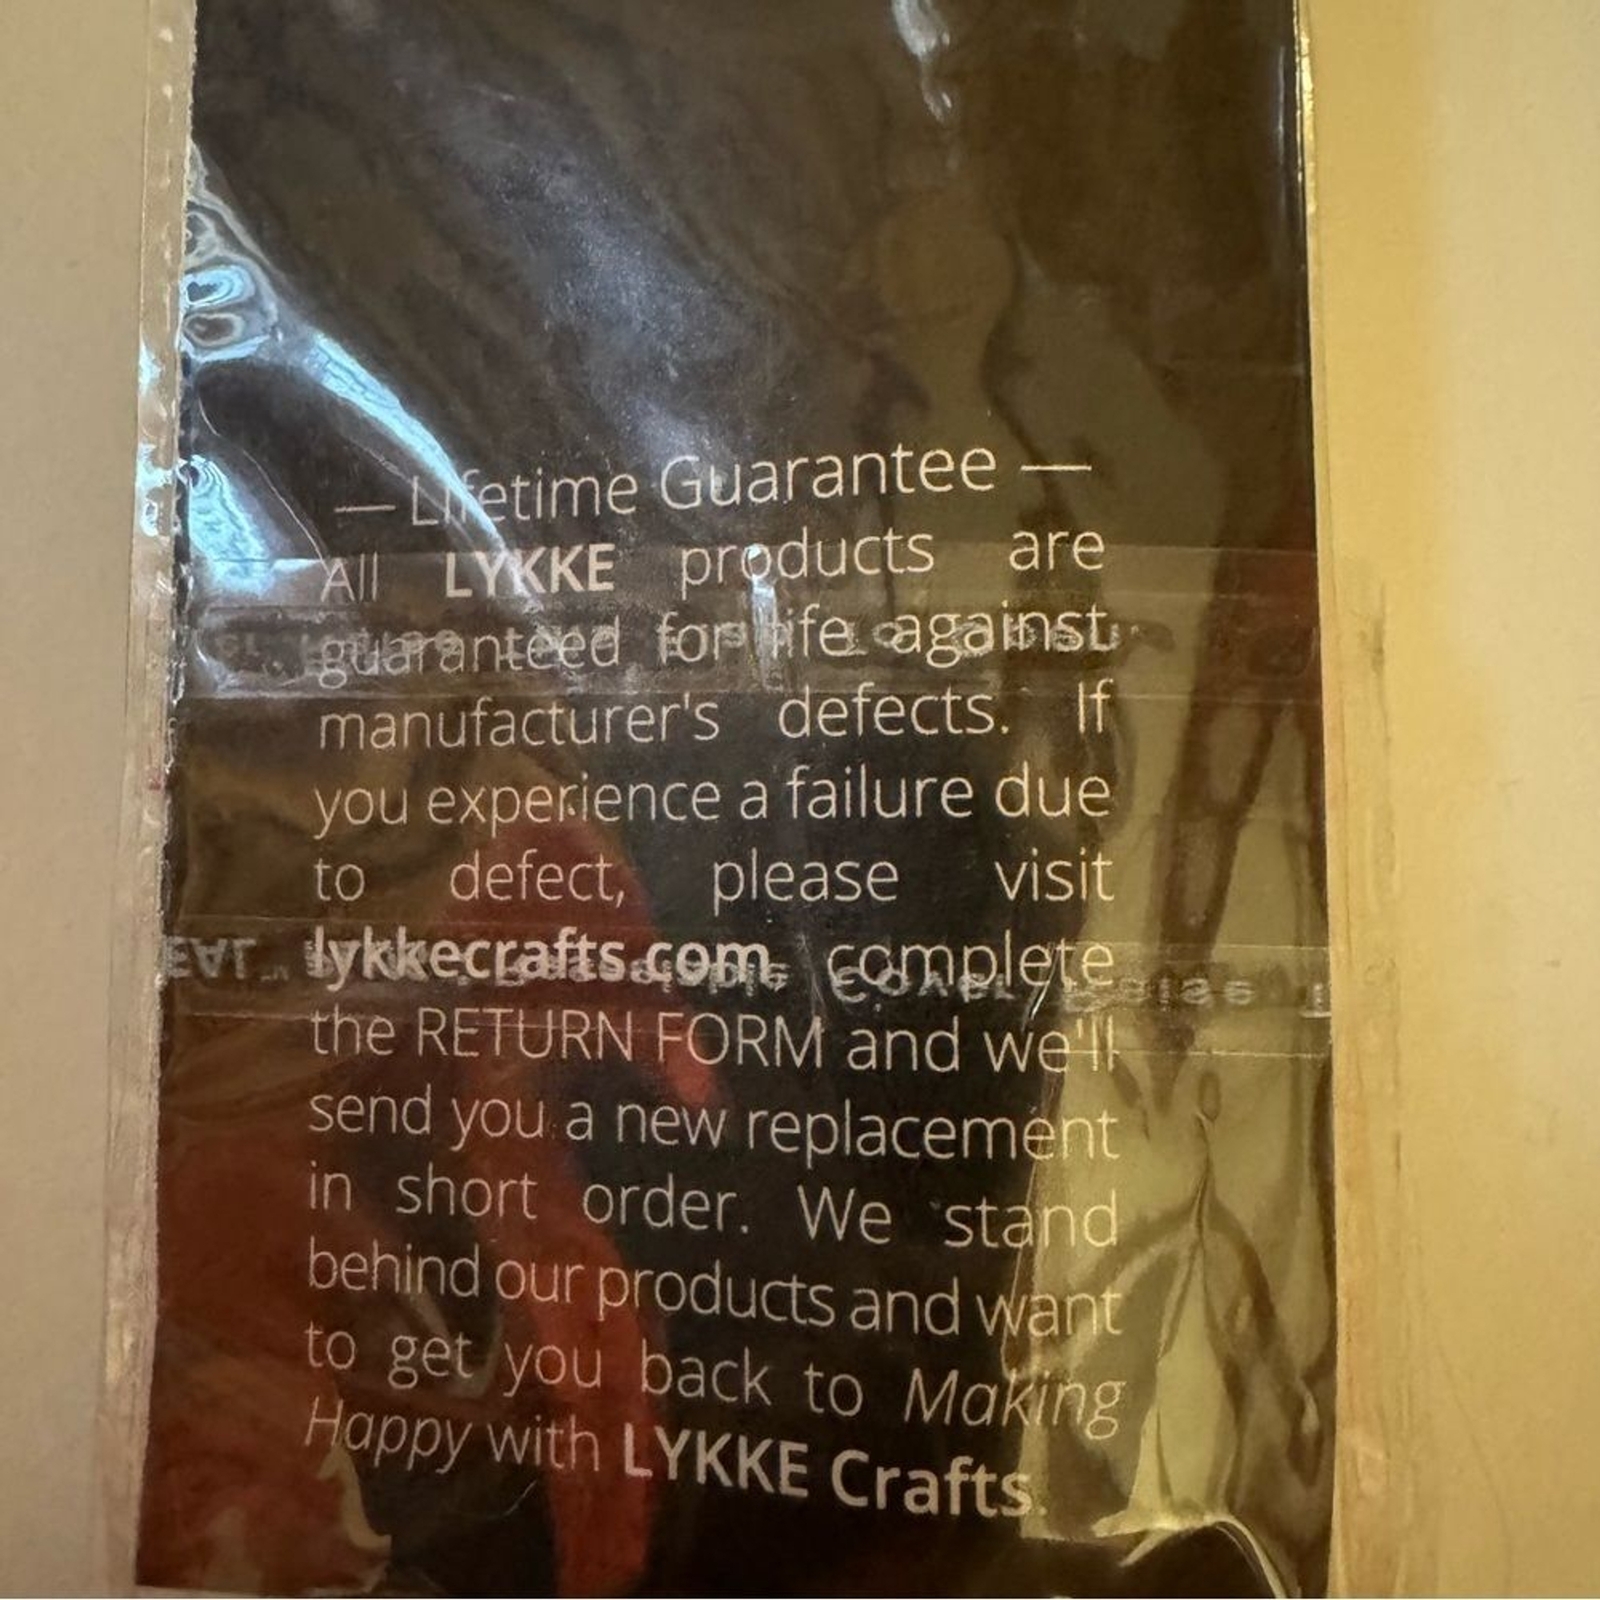 — Lifetime Guarantee —
All LYKKE products are
guaranteed for life against
manufacturer's defects. If
you experience a failure due
to defect, please visit
lykkecrafts.com, complete
the RETURN FORM and we'll
send you a new replacement
in short order. We stand
behind our products and want
to get you back to Making
Happy with LYKKE Crafts.